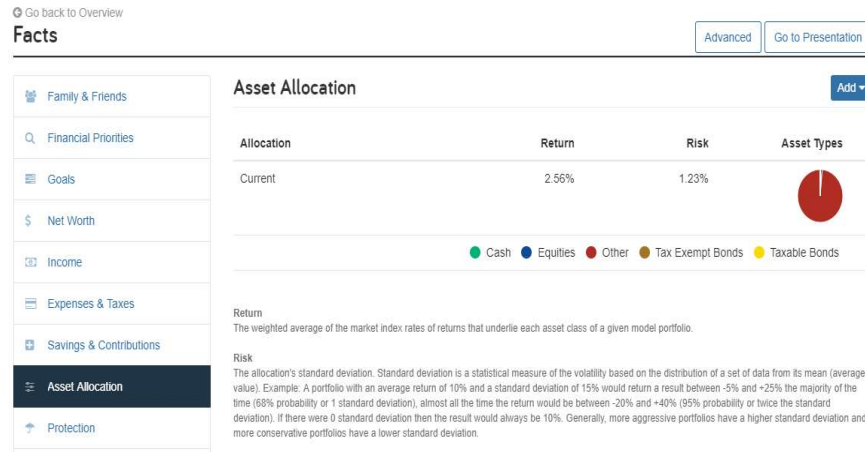 Go back to Overview
Facts
Advanced
Go to Presentation
Family & Friends
Financial Priorities
Goals
Net Worth
Income
Expenses & Taxes
Savings & Contributions
Asset Allocation
Protection
Asset Allocation
Add
Allocation Return Risk Asset Types
Current 2.56% 1.23%
Cash Equities Other Tax Exempt Bonds Taxable Bonds
Return
The weighted average of the market index rates of returns that underlie each asset class of a given model portfolio.
Risk
The allocation's standard deviation. Standard deviation is a statistical measure of the volatility based on the distribution of a set of data from its mean (average
value). Example: A portfolio with an average return of 10% and a standard deviation of 15% would return a result between -5% and +25% the majority of the
time (68% probability or 1 standard deviation), almost all the time the return would be between -20% and +40% (95% probability or twice the standard
deviation). If there were 0 standard deviation then the result would always be 10%. Generally, more aggressive portfolios have a higher standard deviation and
more conservative portfolios have a lower standard deviation.